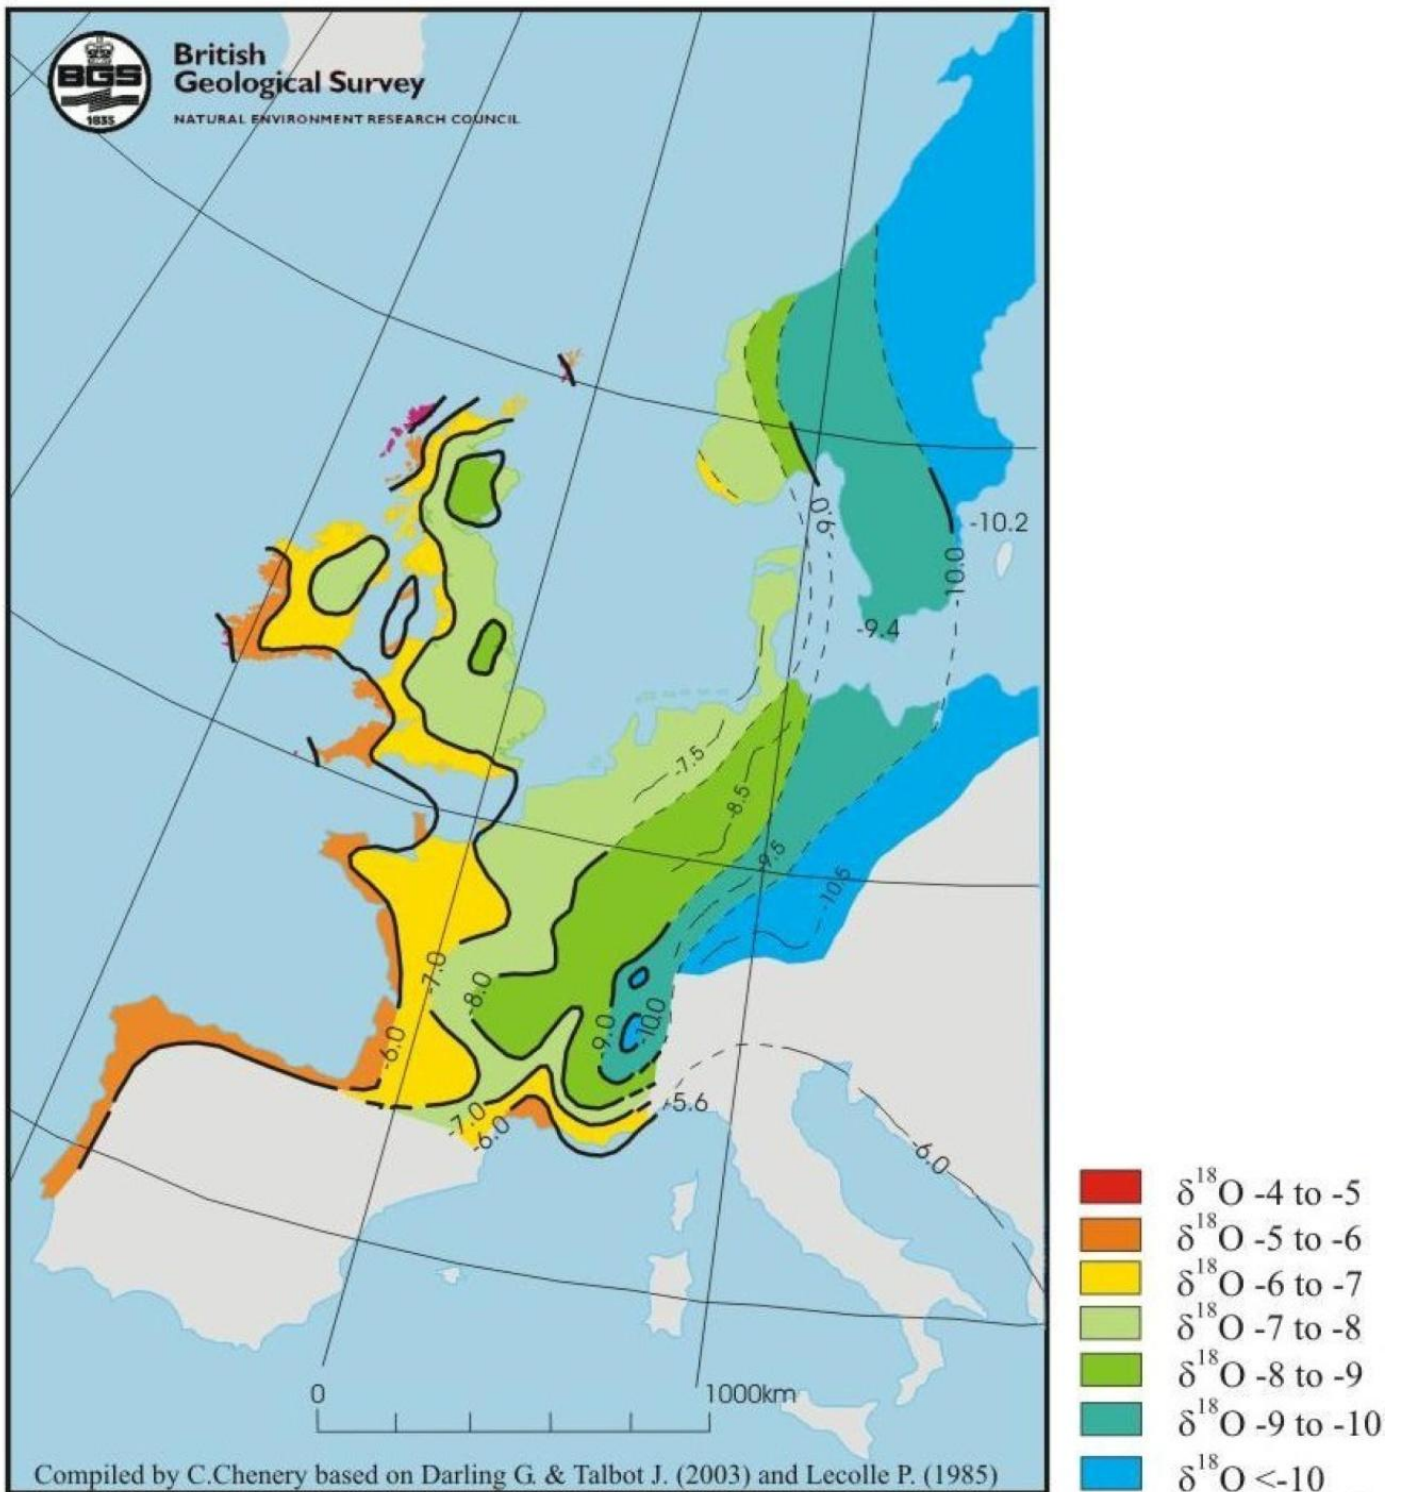 British
Geological Survey
NATURAL ENVIRONMENT RESEARCH COUNCIL
BGS
1835
-9.0
-10.2
-10.0
-9.4
-7.5
-8.5
-9.5
-10.5
-7.0
-8.0
-9.0
-10.0
-6.0
-5.6
-7.0
-6.0
-6.0
0
1000km
Compiled by C.Chenery based on Darling G. & Talbot J. (2003) and Lecolle P. (1985)
δ¹⁸O -4 to -5
δ¹⁸O -5 to -6
δ¹⁸O -6 to -7
δ¹⁸O -7 to -8
δ¹⁸O -8 to -9
δ¹⁸O -9 to -10
δ¹⁸O <-10